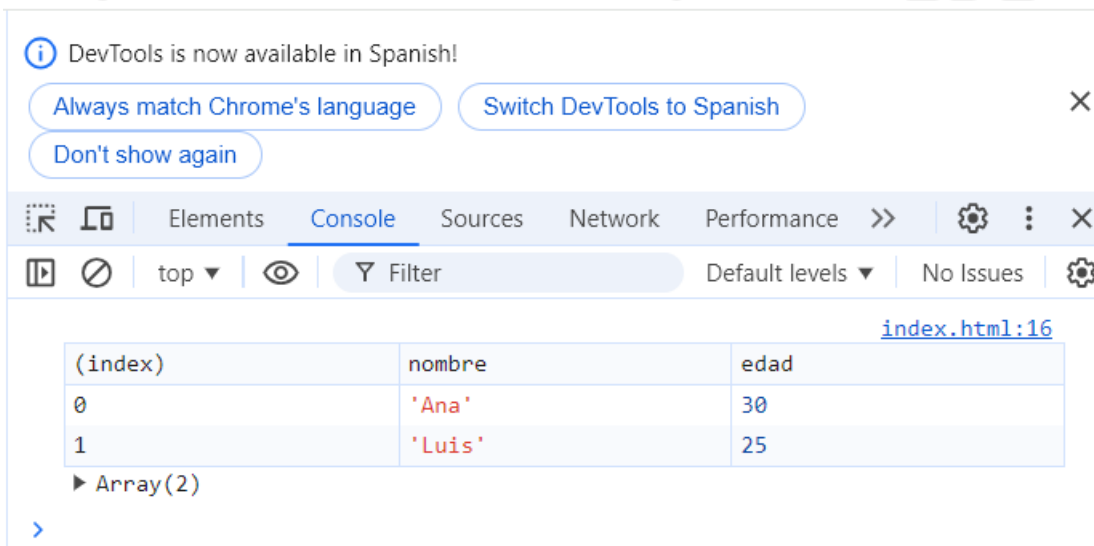 DevTools is now available in Spanish!
Always match Chrome's language Switch DevTools to Spanish
Don't show again
Elements Console Sources Network Performance
top Filter Default levels No Issues
index.html:16
(index) nombre edad
0 'Ana' 30
1 'Luis' 25
Array(2)